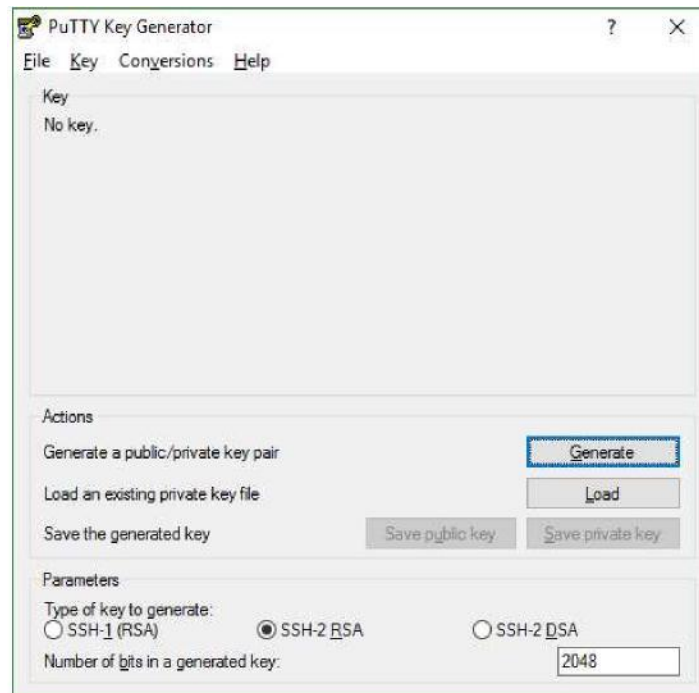 PuTTY Key Generator ?
File Key Conversions Help
Key
No key.
Actions
Generate a public/private key pair Generate
Load an existing private key file Load
Save the generated key Save public key Save private key
Parameters
Type of key to generate:
SSH-1 (RSA) SSH-2 RSA SSH-2 DSA
Number of bits in a generated key: 2048